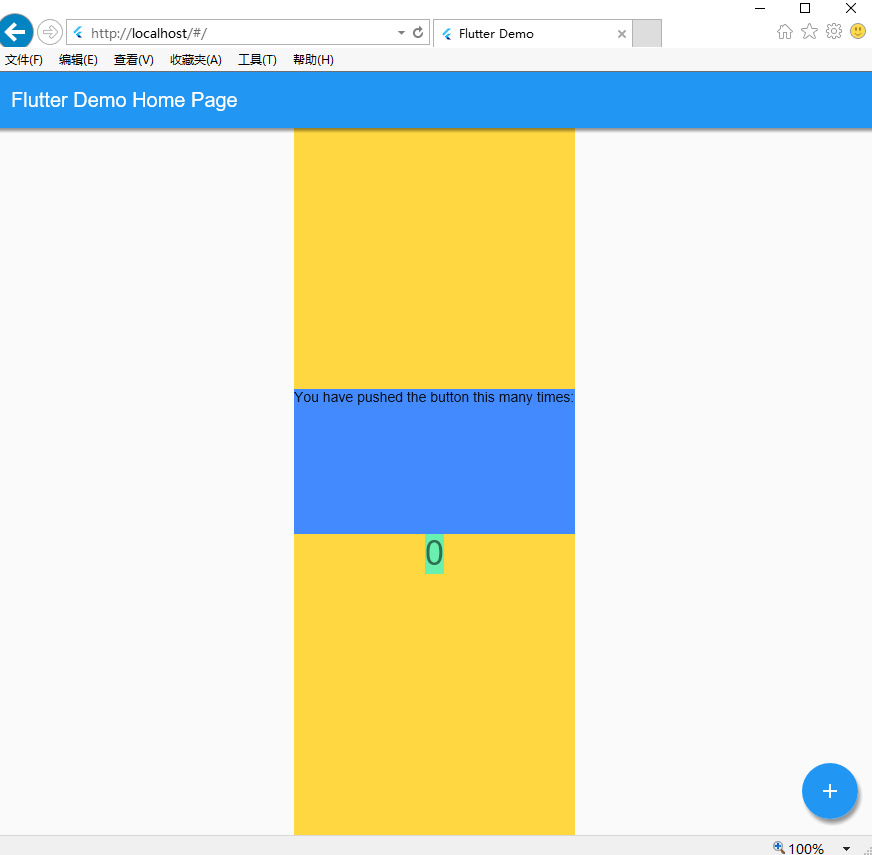 http://localhost/#/
Flutter Demo
文件(F) 编辑(E) 查看(V) 收藏夹(A) 工具(T) 帮助(H)
Flutter Demo Home Page
You have pushed the button this many times:
0
100%